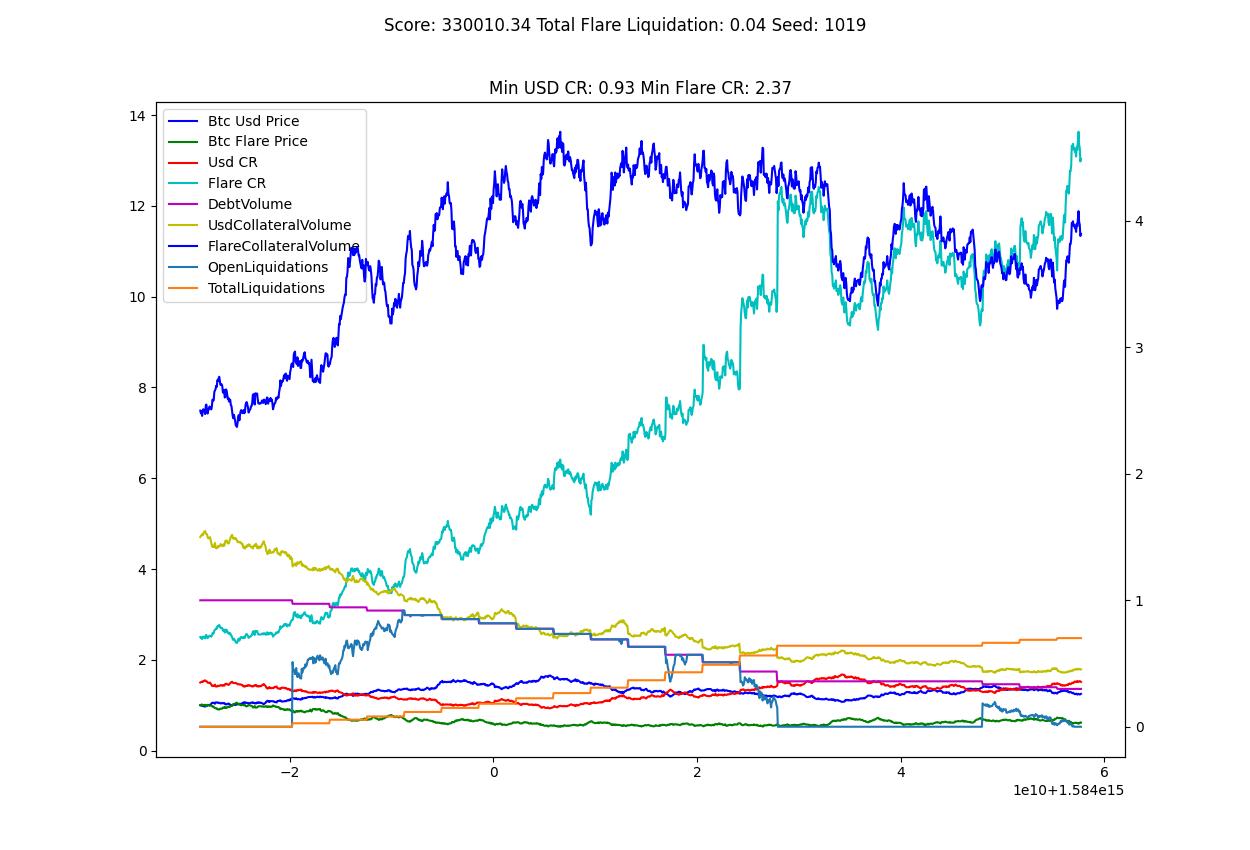 Score: 330010.34 Total Flare Liquidation: 0.04 Seed: 1019
Min USD CR: 0.93 Min Flare CR: 2.37
Btc Usd Price
Btc Flare Price
Usd CR
Flare CR
DebtVolume
UsdCollateralVolume
FlareCollateralVolume
OpenLiquidations
TotalLiquidations
14
12
10
8
6
4
2
0
4
3
2
1
0
−2 0 2 4 6
1e10+1.584e15